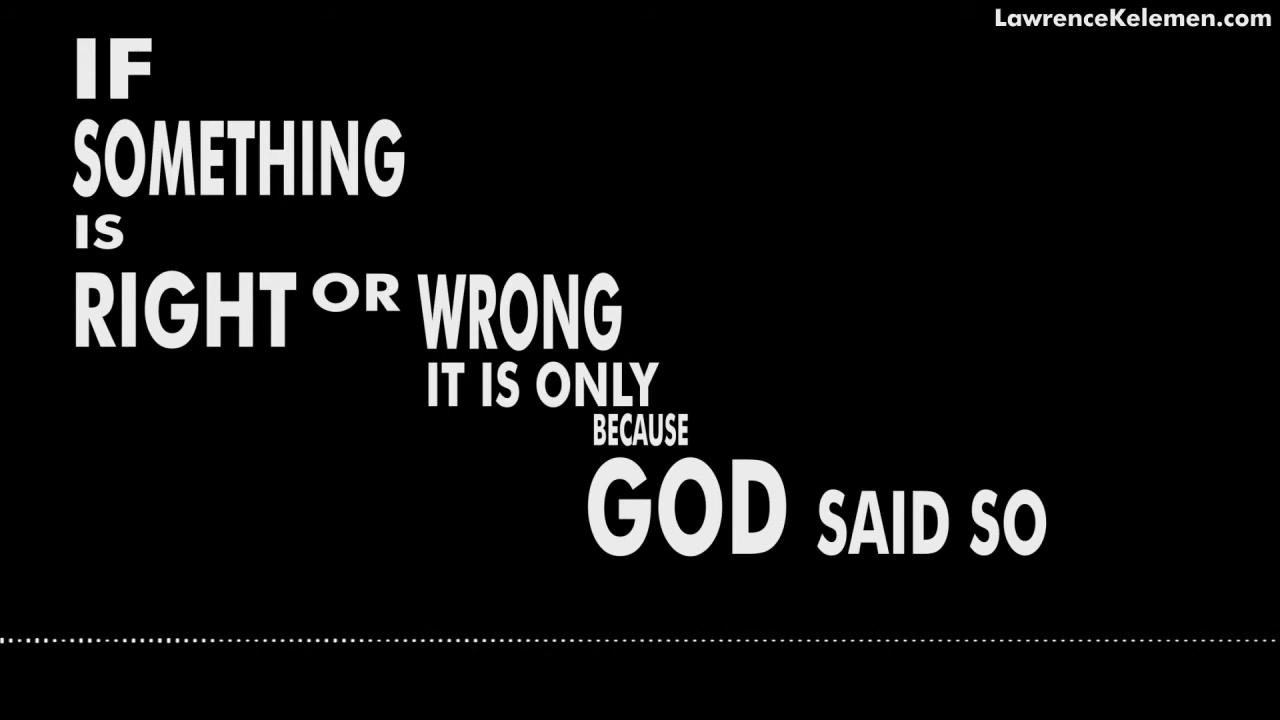 LawrenceKelemen.com
IF
SOMETHING
IS
RIGHT OR WRONG
IT IS ONLY
BECAUSE
GOD SAID SO